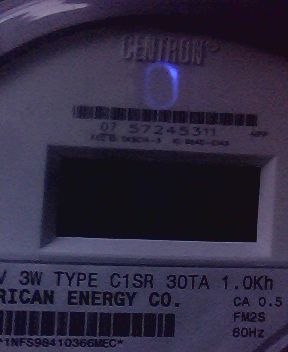 CENTRON®
07 57245311
V 3W TYPE C1SR 30TA 1.0Kh
RICAN ENERGY CO.
CA 0.5
FM2S
60Hz
*1NFS98410366MEC*